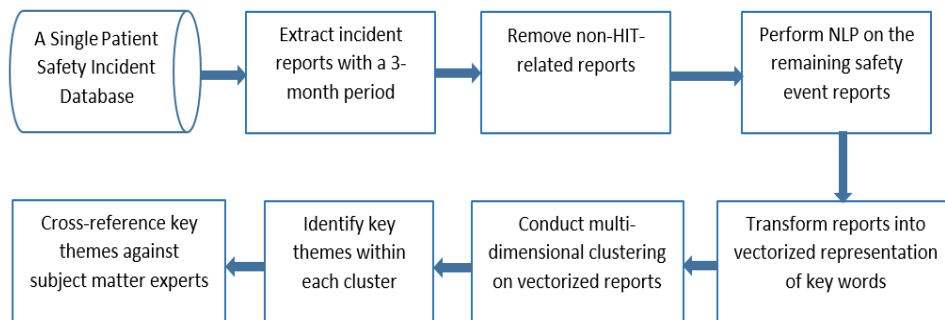 A Single Patient
Safety Incident
Database
Extract incident
reports with a 3-
month period
Remove non-HIT-
related reports
Perform NLP on the
remaining safety
event reports
Transform reports into
vectorized representation
of key words
Conduct multi-
dimensional clustering
on vectorized reports
Identify key
themes within
each cluster
Cross-reference key
themes against
subject matter experts